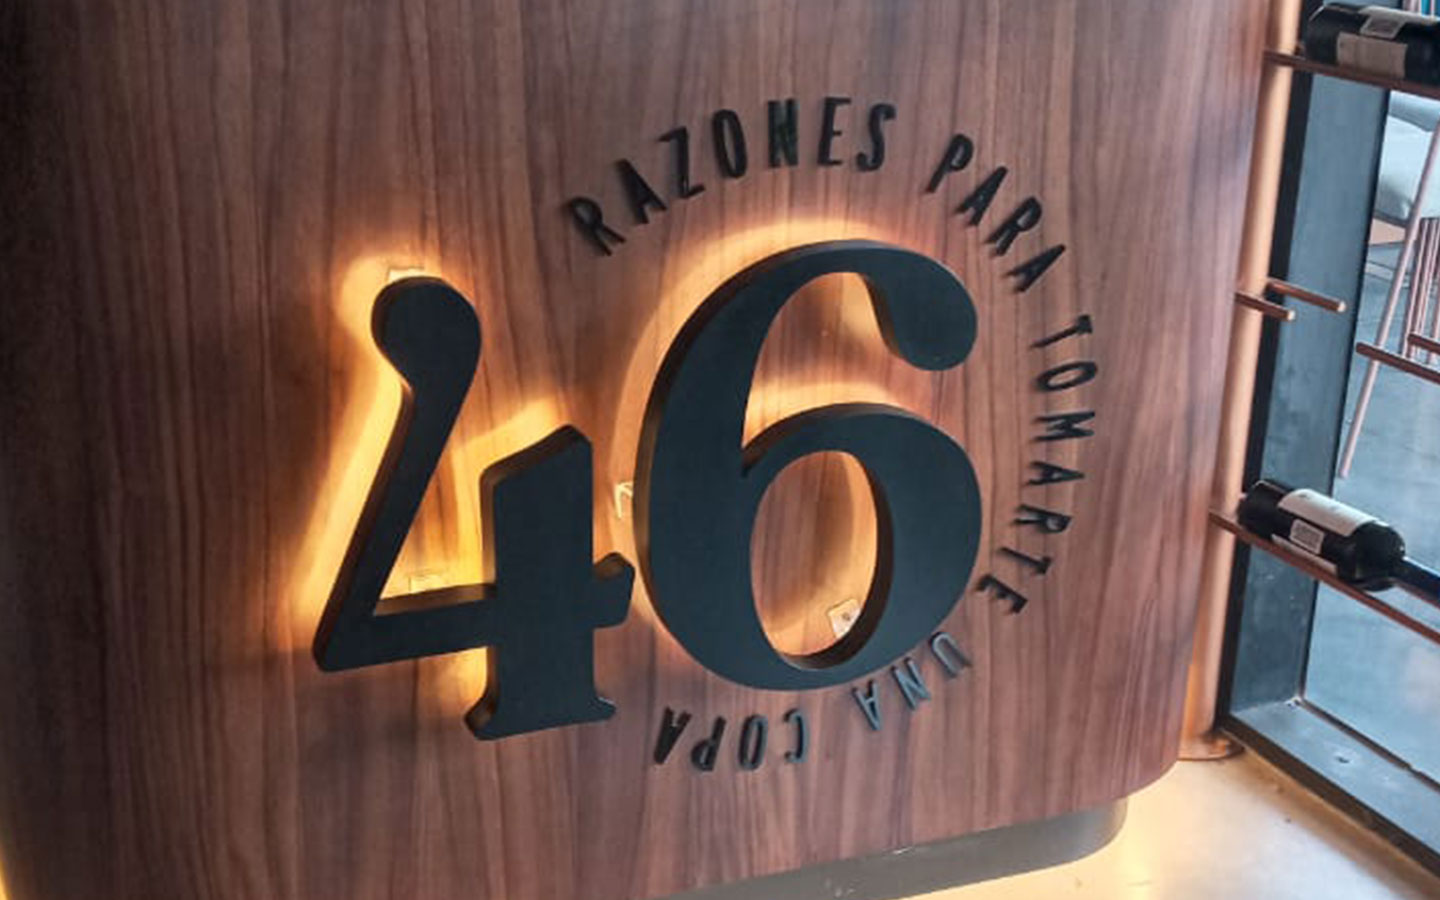 46
RAZONES PARA TOMARTE UNA COPA